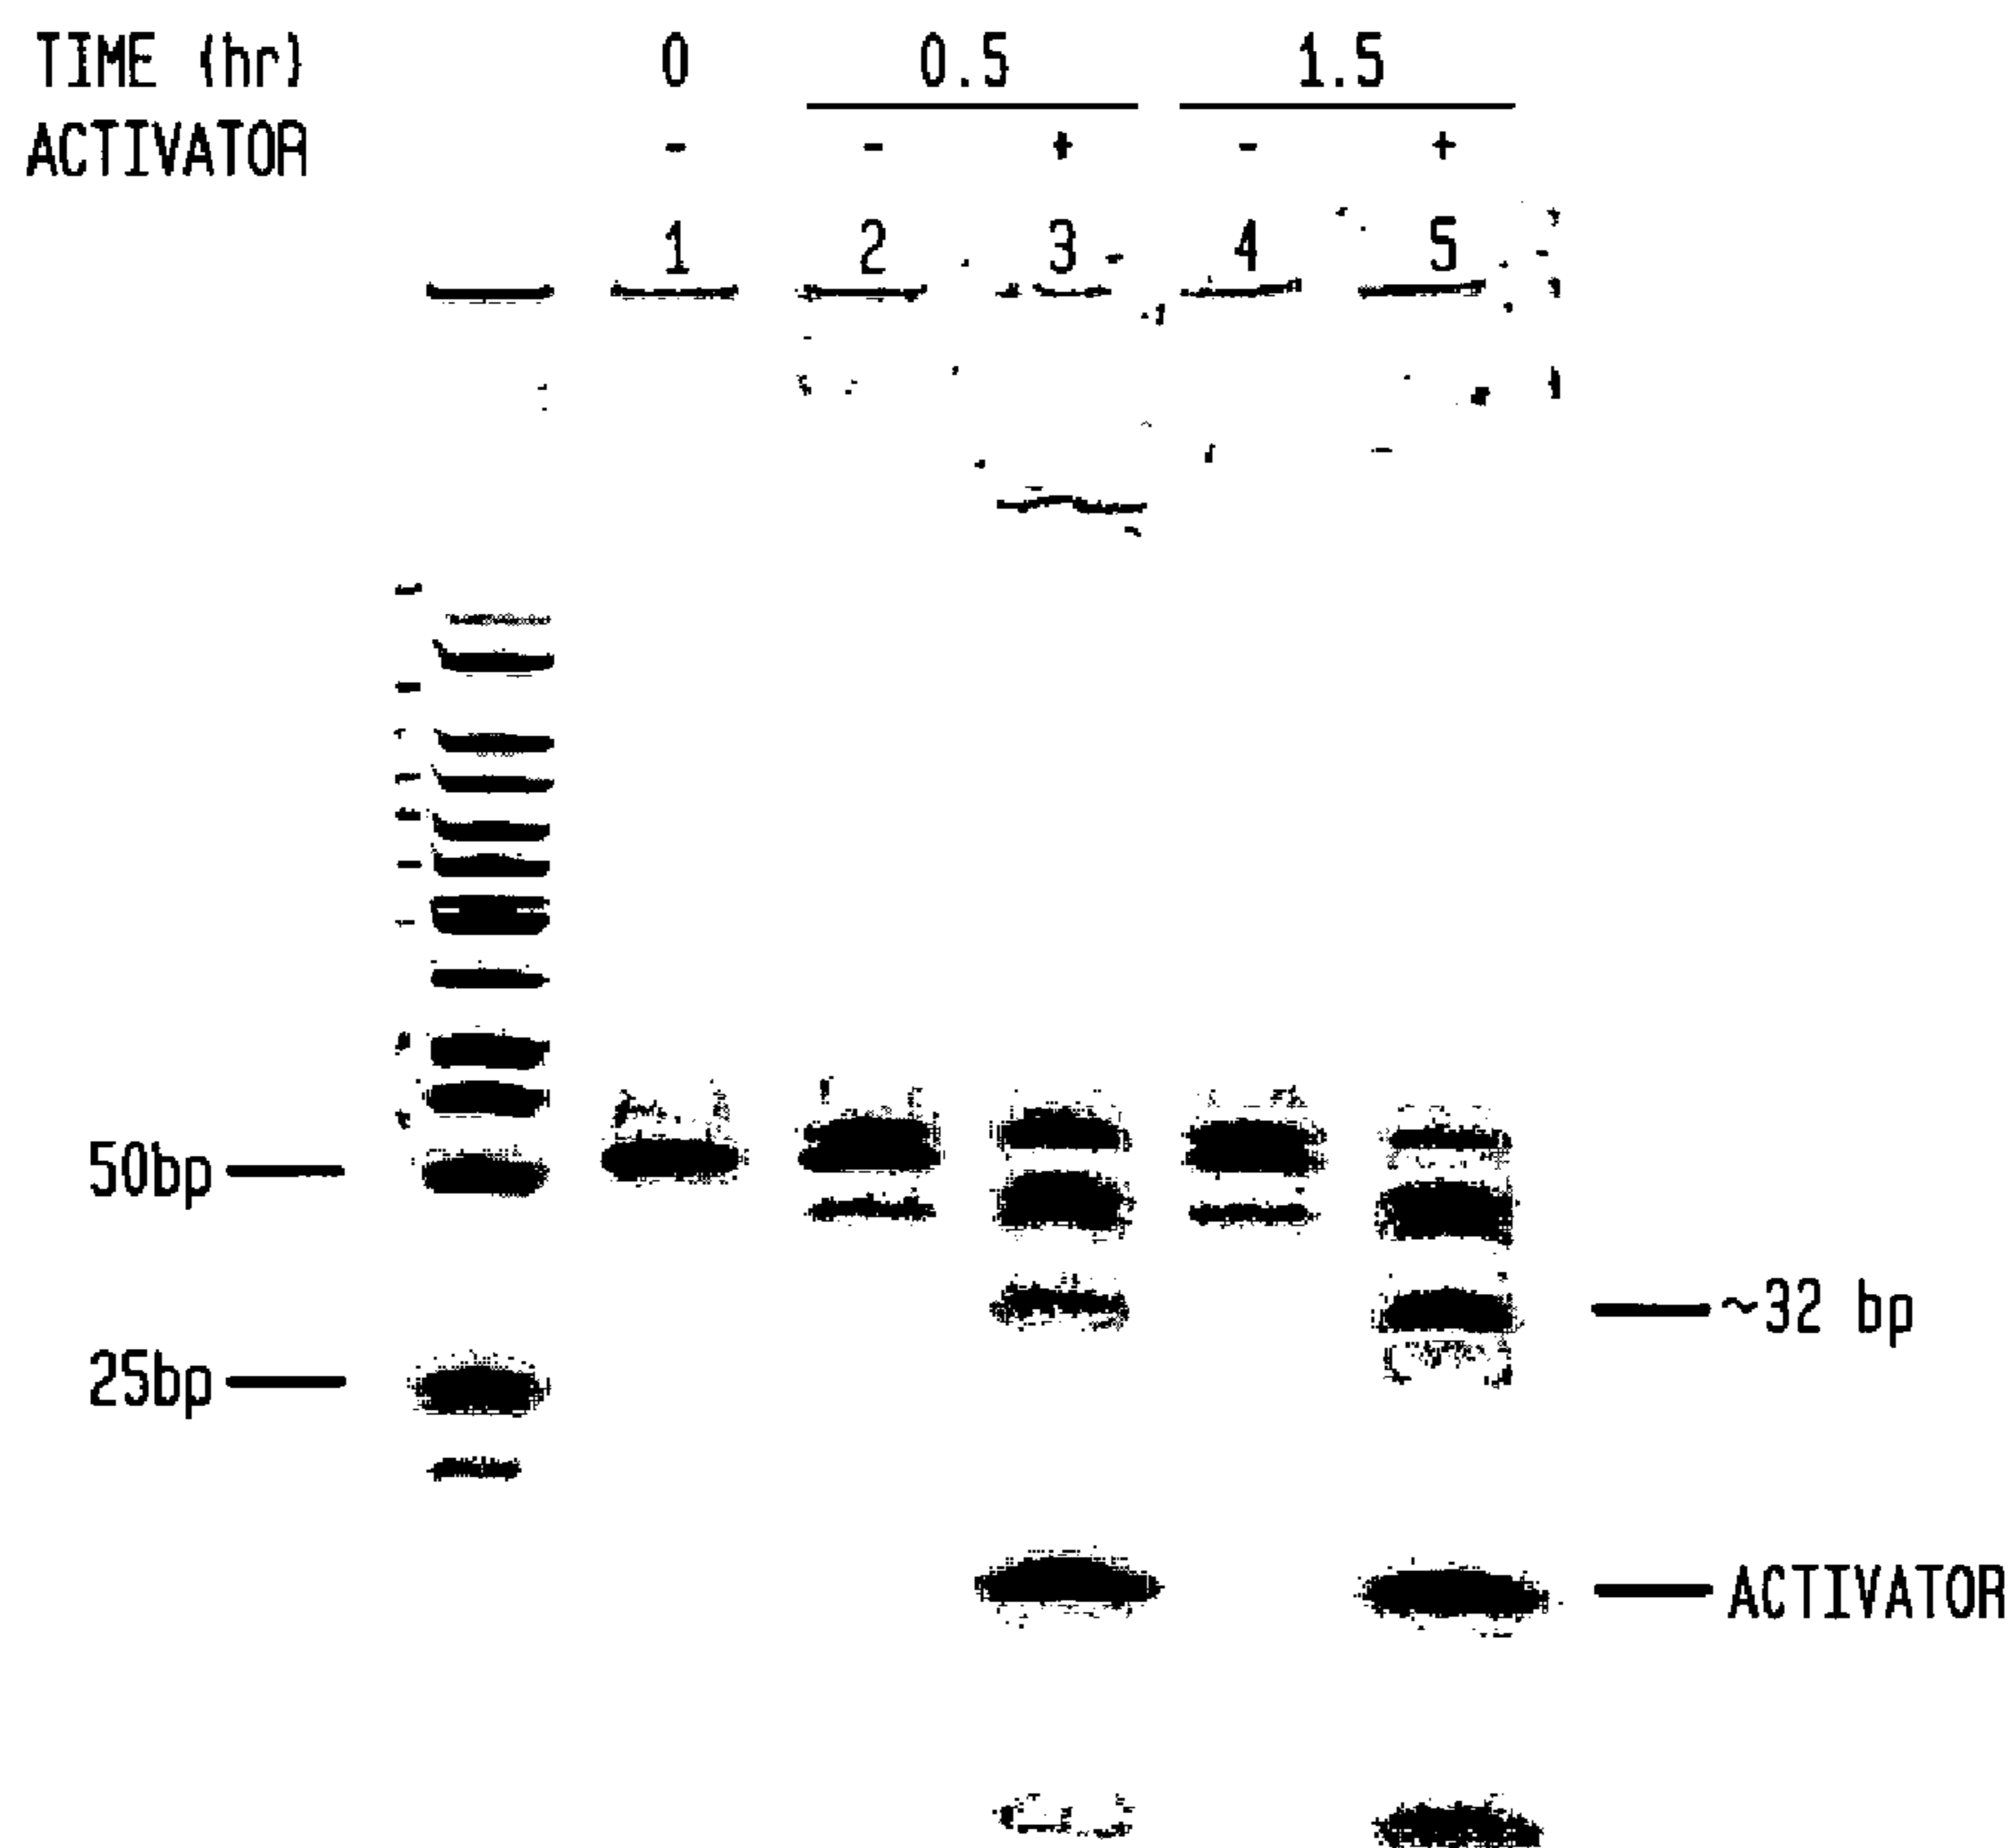 TIME (hr) 0 0.5 1.5
ACTIVATOR - - + - +
1 2 3 4 5
50bp
~32 bp
25bp
ACTIVATOR